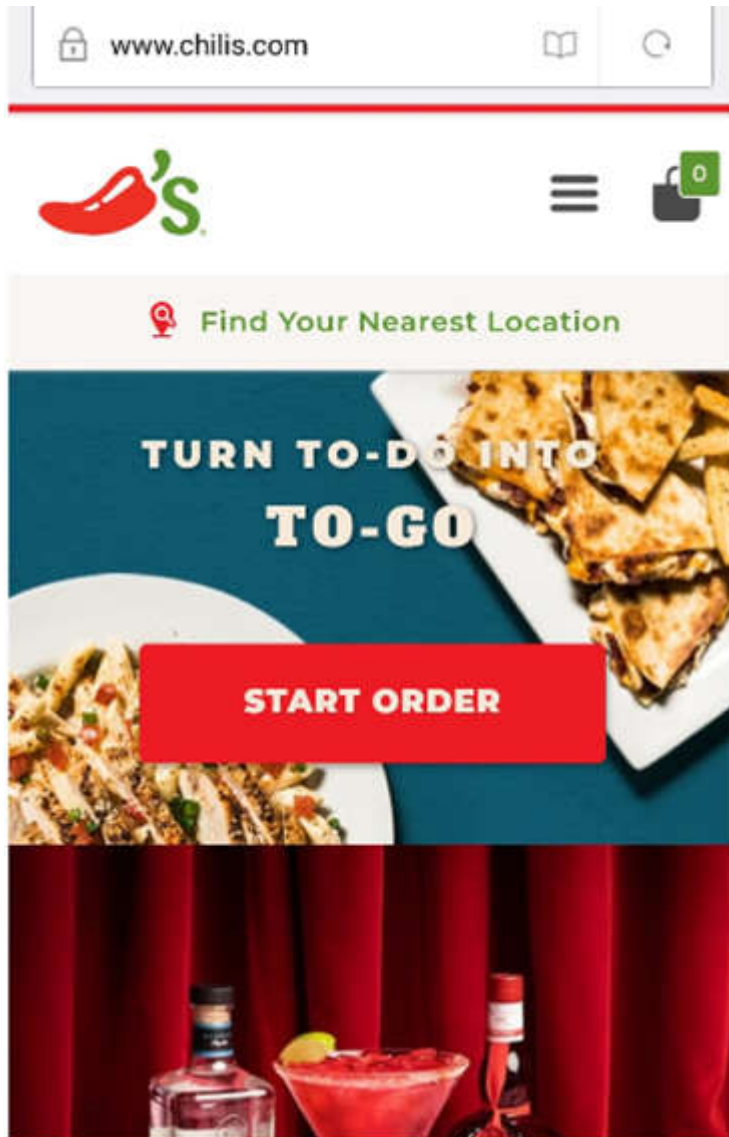 www.chilis.com
's
0
Find Your Nearest Location
TURN TO-DO INTO
TO-GO
START ORDER